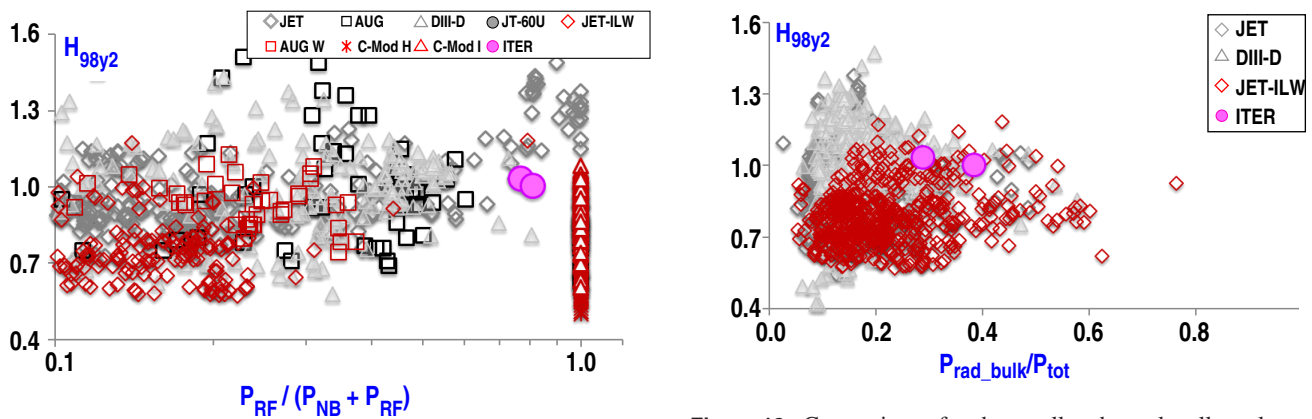 JET AUG DIII-D JT-60U JET-ILW
AUG W C-Mod H C-Mod I ITER
H98y2
1.6
1.3
1.0
0.7
0.4
0.1
1.0
PRF / (PNB + PRF)
JET
DIII-D
JET-ILW
ITER
H98y2
1.6
1.3
1.0
0.7
0.4
0.0 0.2 0.4 0.6 0.8
Prad_bulk/Ptot